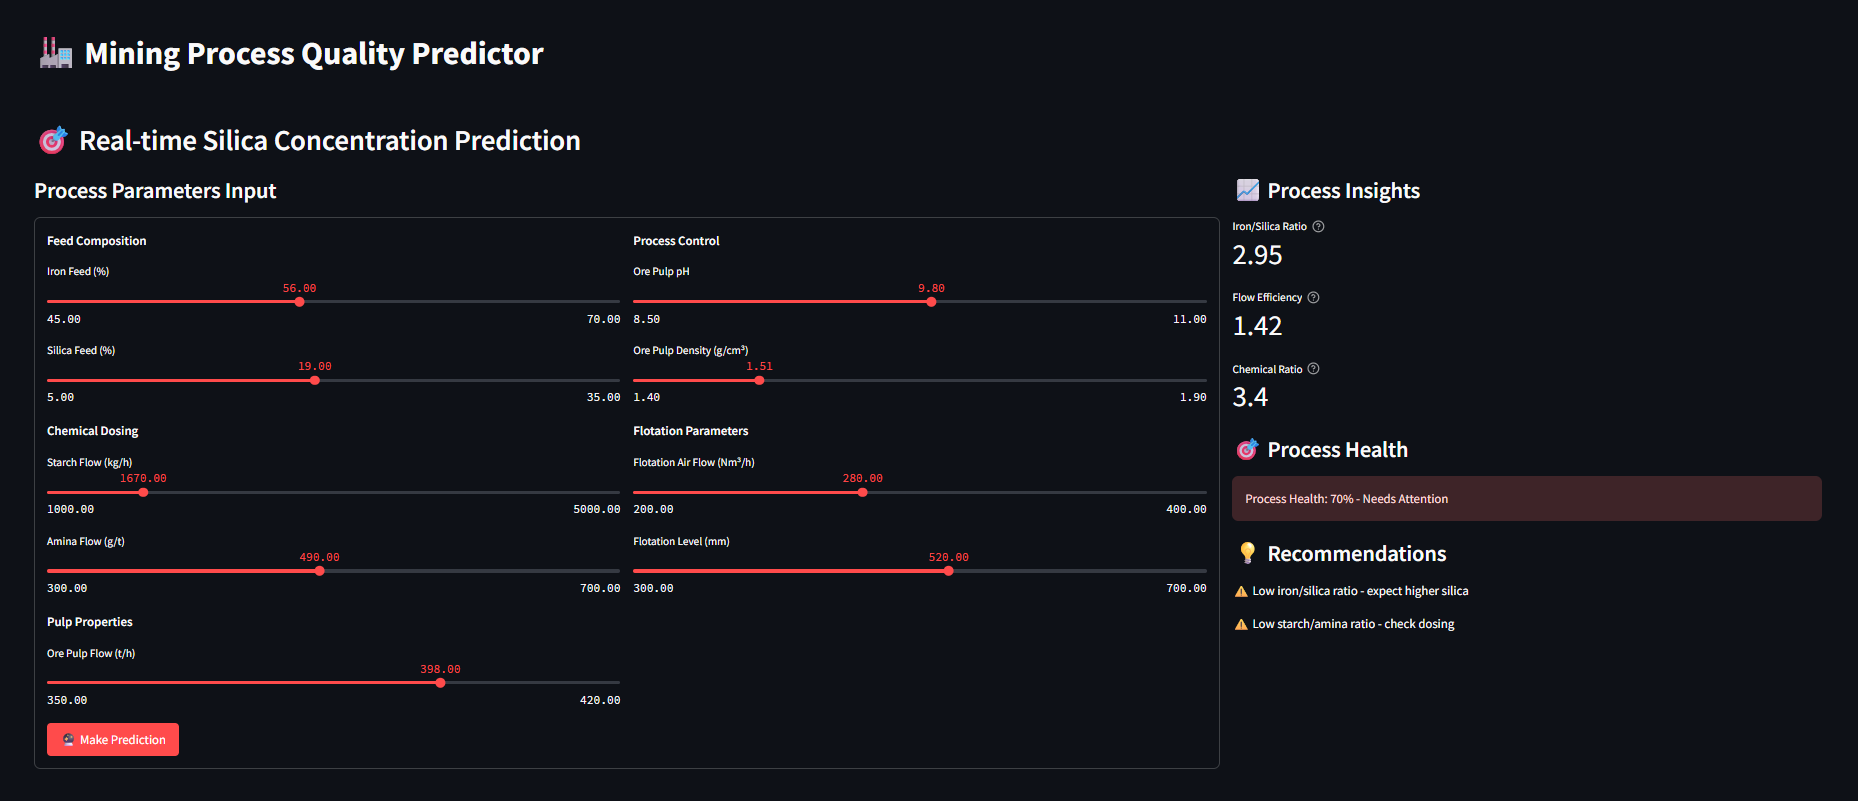 Mining Process Quality Predictor
Real-time Silica Concentration Prediction
Process Parameters Input
Feed Composition
Iron Feed (%)
56.00
45.00 70.00
Silica Feed (%)
19.00
5.00 35.00
Chemical Dosing
Starch Flow (kg/h)
1670.00
1000.00 5000.00
Amina Flow (g/t)
490.00
300.00 700.00
Pulp Properties
Ore Pulp Flow (t/h)
398.00
350.00 420.00
Make Prediction
Process Control
Ore Pulp pH
9.80
8.50 11.00
Ore Pulp Density (g/cm³)
1.51
1.40 1.90
Flotation Parameters
Flotation Air Flow (Nm³/h)
280.00
200.00 400.00
Flotation Level (mm)
520.00
300.00 700.00
Process Insights
Iron/Silica Ratio
2.95
Flow Efficiency
1.42
Chemical Ratio
3.4
Process Health
Process Health: 70% - Needs Attention
Recommendations
Low iron/silica ratio - expect higher silica
Low starch/amina ratio - check dosing